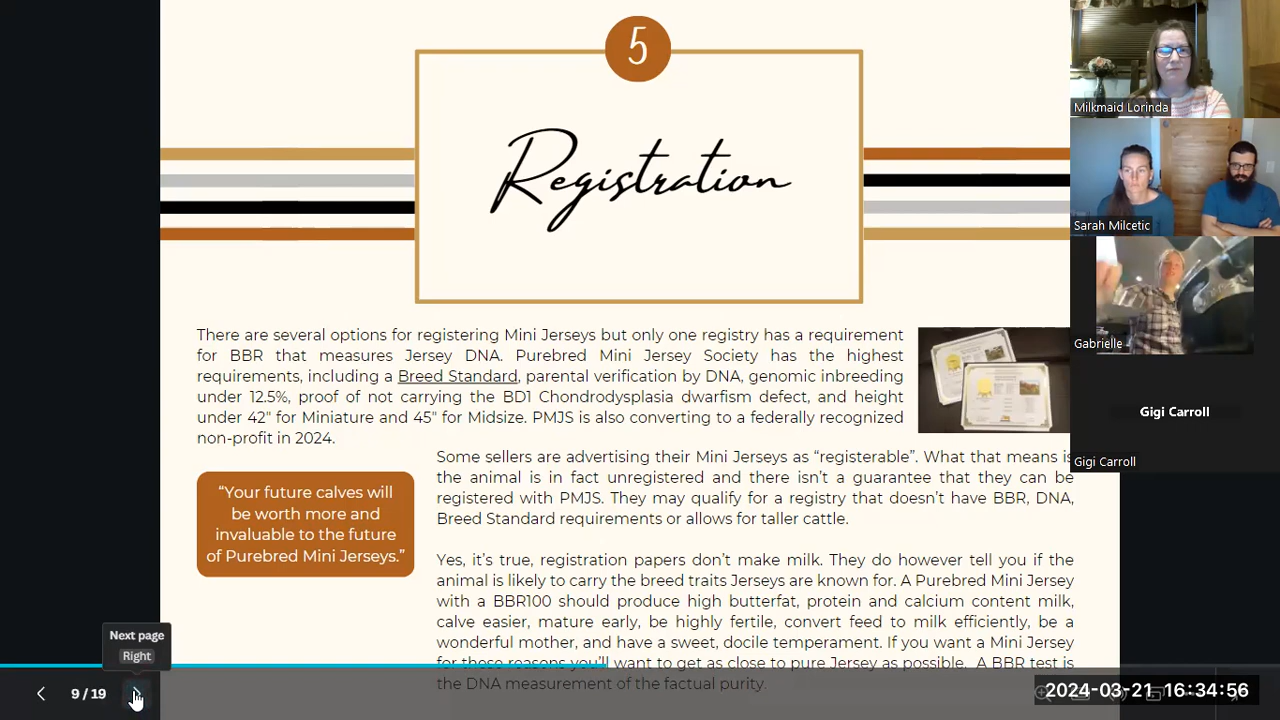 5
Registration
There are several options for registering Mini Jerseys but only one registry has a requirement
for BBR that measures Jersey DNA. Purebred Mini Jersey Society has the highest
requirements, including a Breed Standard, parental verification by DNA, genomic inbreeding
under 12.5%, proof of not carrying the BD1 Chondrodysplasia dwarfism defect, and height
under 42" for Miniature and 45" for Midsize. PMJS is also converting to a federally recognized
non-profit in 2024.
"Your future calves will
be worth more and
invaluable to the future
of Purebred Mini Jerseys."
Some sellers are advertising their Mini Jerseys as “registerable”. What that means is
the animal is in fact unregistered and there isn’t a guarantee that they can be
registered with PMJS. They may qualify for a registry that doesn’t have BBR, DNA,
Breed Standard requirements or allows for taller cattle.
Yes, it’s true, registration papers don’t make milk. They do however tell you if the
animal is likely to carry the breed traits Jerseys are known for. A Purebred Mini Jersey
with a BBR100 should produce high butterfat, protein and calcium content milk,
calve easier, mature early, be highly fertile, convert feed to milk efficiently, be a
wonderful mother, and have a sweet, docile temperament. If you want a Mini Jersey
for those reasons you’ll want to get as close to pure Jersey as possible. A BBR test is
the DNA measurement of the factual purity.
Milkmaid Lorinda
Sarah Milcetic
Gabrielle
Gigi Carroll
Gigi Carroll
Next page
Right
9 / 19
2024-03-21 16:34:56